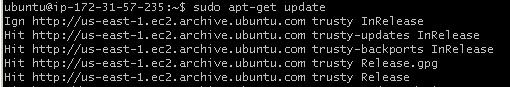 ubuntu@ip-172-31-57-235:~$ sudo apt-get update
Ign http://us-east-1.ec2.archive.ubuntu.com trusty InRelease
Hit http://us-east-1.ec2.archive.ubuntu.com trusty-updates InRelease
Hit http://us-east-1.ec2.archive.ubuntu.com trusty-backports InRelease
Hit http://us-east-1.ec2.archive.ubuntu.com trusty Release.gpg
Hit http://us-east-1.ec2.archive.ubuntu.com trusty Release